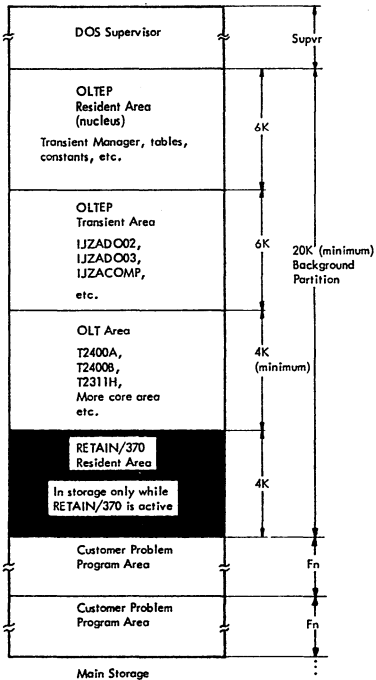 DOS Supervisor
Supvr
OLTEP
Resident Area
(nucleus)
Transient Manager, tables,
constants, etc.
6K
OLTEP
Transient Area
IJZADO02,
IJZADO03,
IJZACOMP,
etc.
6K
20K (minimum)
Background
Partition
OLT Area
T2400A,
T2400B,
T2311H,
More core area
etc.
4K
(minimum)
RETAIN/370
Resident Area
In storage only while
RETAIN/370 is active
4K
Customer Problem
Program Area
Fn
Customer Problem
Program Area
Fn
Main Storage